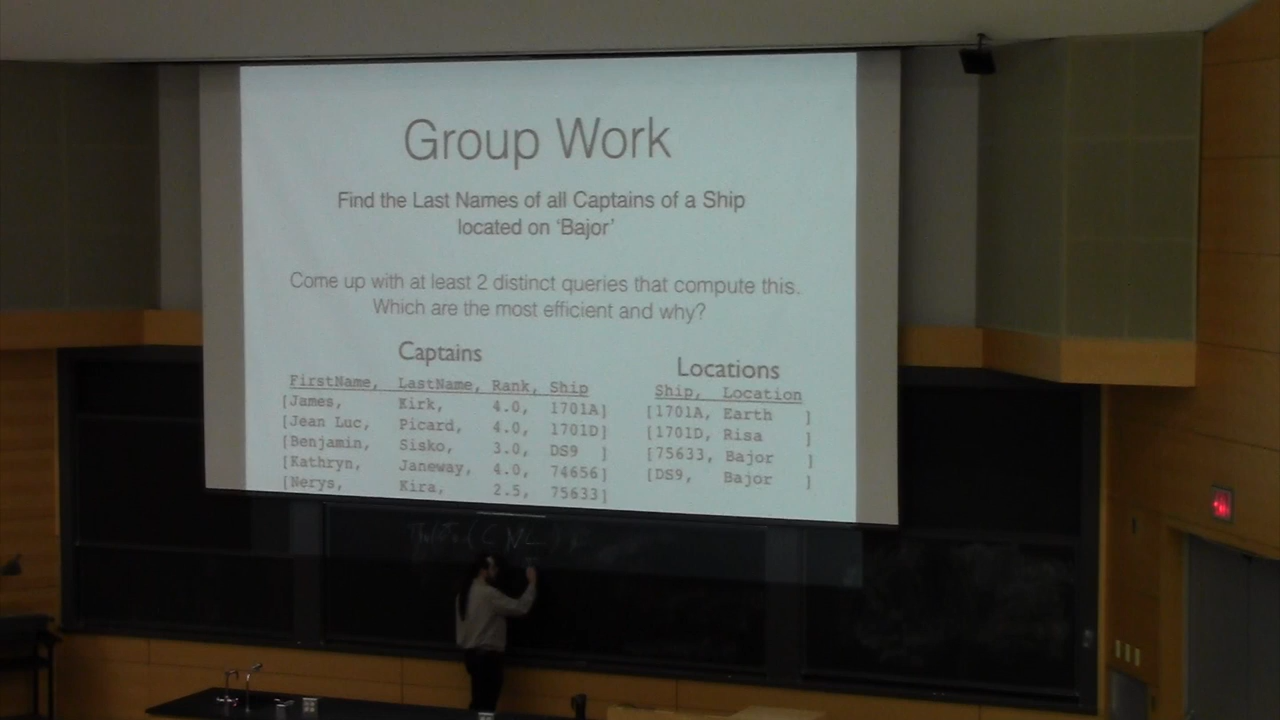 Group Work
Find the Last Names of all Captains of a Ship
located on ‘Bajor’
Come up with at least 2 distinct queries that compute this.
Which are the most efficient and why?
Captains
FirstName, LastName, Rank, Ship
[James, Kirk, 4.0, 1701A]
[Jean Luc, Picard, 4.0, 1701D]
[Benjamin, Sisko, 3.0, DS9 ]
[Kathryn, Janeway, 4.0, 74656]
[Nerys, Kira, 2.5, 75633]
Locations
Ship, Location
[1701A, Earth ]
[1701D, Risa ]
[75633, Bajor ]
[DS9, Bajor ]